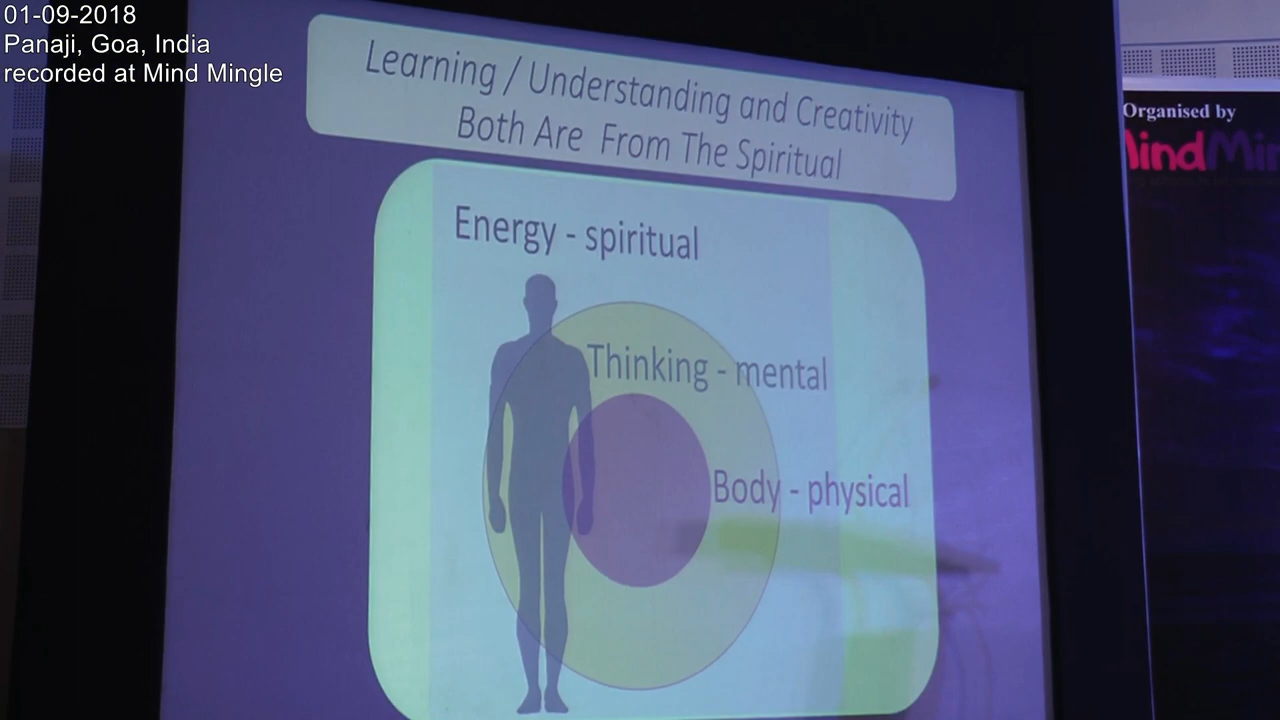 01-09-2018
Panaji, Goa, India
recorded at Mind Mingle
Learning / Understanding and Creativity
Both Are From The Spiritual
Energy - spiritual
Thinking - mental
Body - physical
Organised by
MindMin